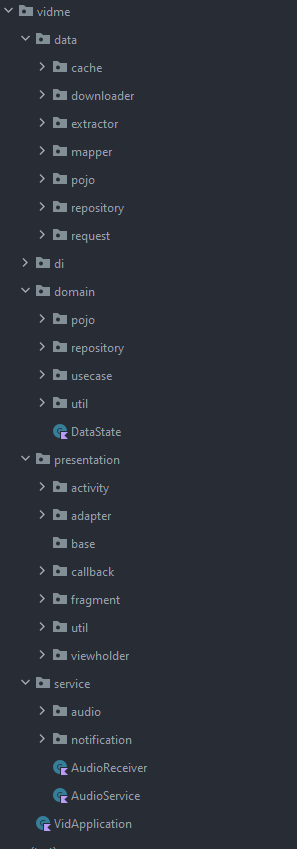 vidme
data
cache
downloader
extractor
mapper
pojo
repository
request
di
domain
pojo
repository
usecase
util
DataState
presentation
activity
adapter
base
callback
fragment
util
viewholder
service
audio
notification
AudioReceiver
AudioService
VidApplication